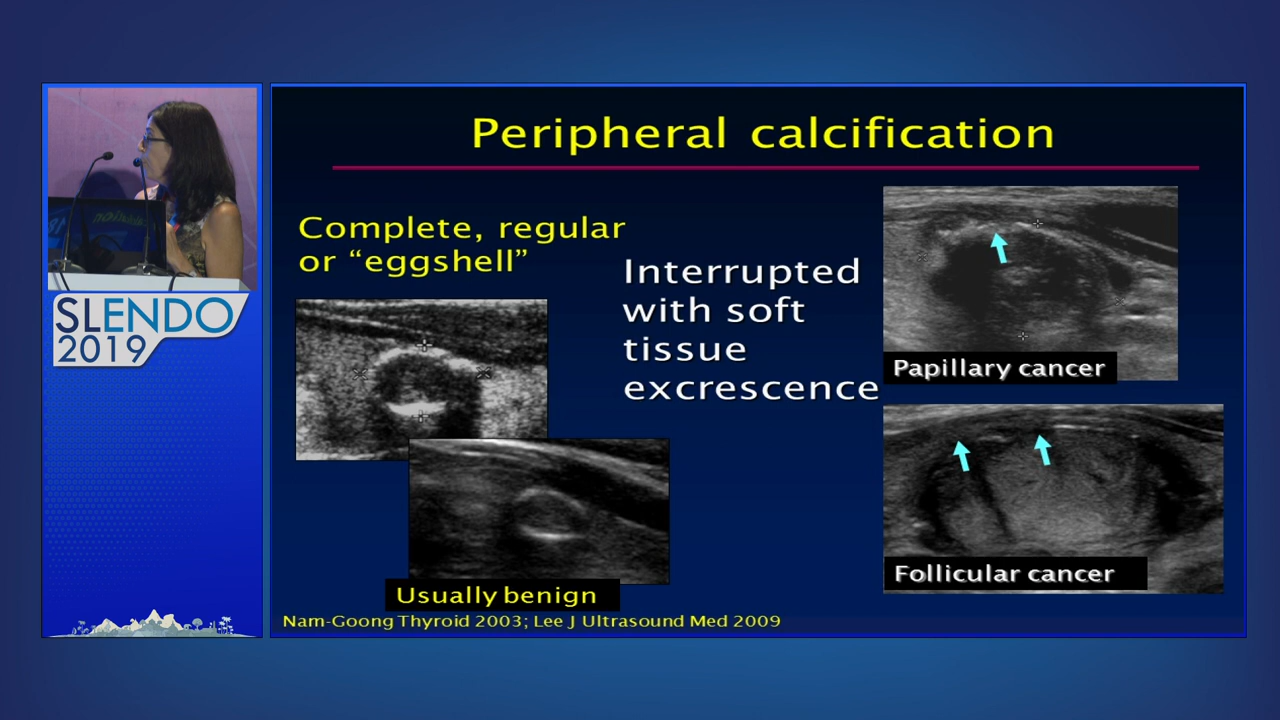 Peripheral calcification
Complete, regular
or “eggshell”
Interrupted
with soft
tissue
excrescence
Papillary cancer
Follicular cancer
Usually benign
Nam-Goong Thyroid 2003; Lee J Ultrasound Med 2009
SLENDO
2019